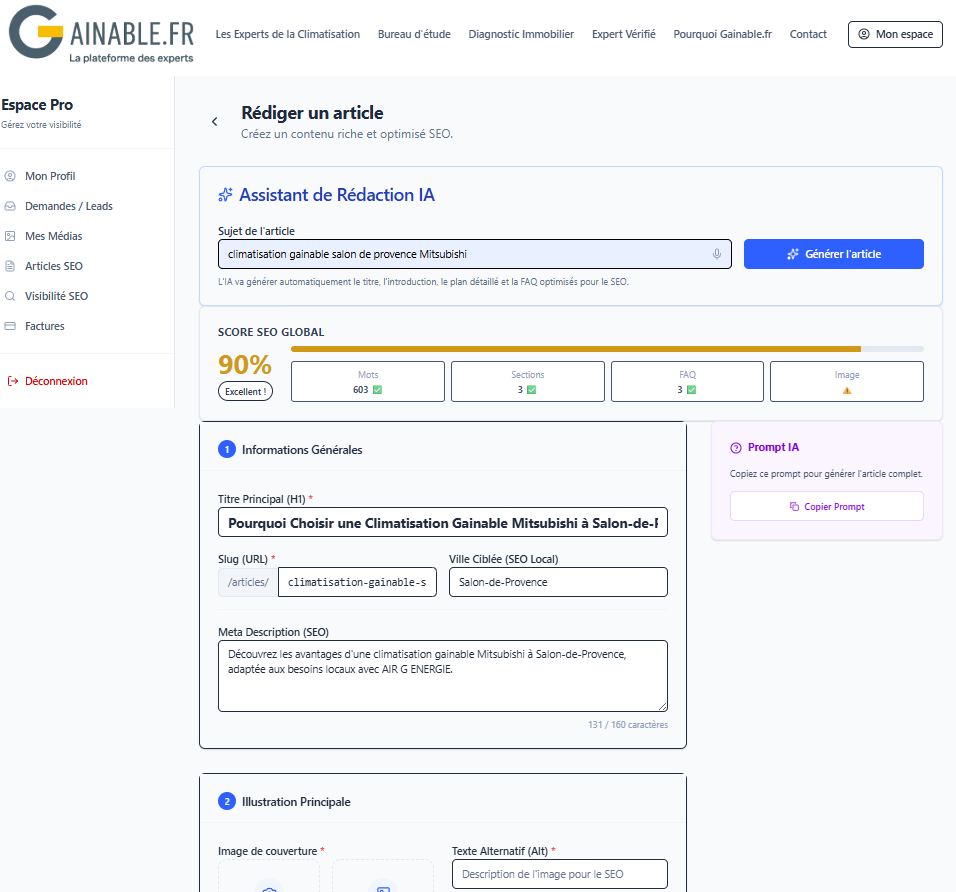 GAINABLE.FR
La plateforme des experts
Les Experts de la Climatisation
Bureau d'étude
Diagnostic Immobilier
Expert Vérifié
Pourquoi Gainable.fr
Contact
Mon espace
Espace Pro
Gérez votre visibilité
Mon Profil
Demandes / Leads
Mes Médias
Articles SEO
Visibilité SEO
Factures
Déconnexion
Rédiger un article
Créez un contenu riche et optimisé SEO.
Assistant de Rédaction IA
Sujet de l'article
climatisation gainable salon de provence Mitsubishi
Générer l'article
L'IA va générer automatiquement le titre, l'introduction, le plan détaillé et la FAQ optimisés pour le SEO.
SCORE SEO GLOBAL
90%
Excellent !
Mots
603 ✅
Sections
3 ✅
FAQ
3 ✅
Image
⚠️
1 Informations Générales
Titre Principal (H1) *
Pourquoi Choisir une Climatisation Gainable Mitsubishi à Salon-de-P
Slug (URL) *
/articles/ climatisation-gainable-s
Ville Ciblée (SEO Local)
Salon-de-Provence
Meta Description (SEO)
Découvrez les avantages d'une climatisation gainable Mitsubishi à Salon-de-Provence,
adaptée aux besoins locaux avec AIR G ENERGIE.
131 / 160 caractères
Prompt IA
Copiez ce prompt pour générer l'article complet.
Copier Prompt
2 Illustration Principale
Image de couverture *
Texte Alternatif (Alt) *
Description de l'image pour le SEO